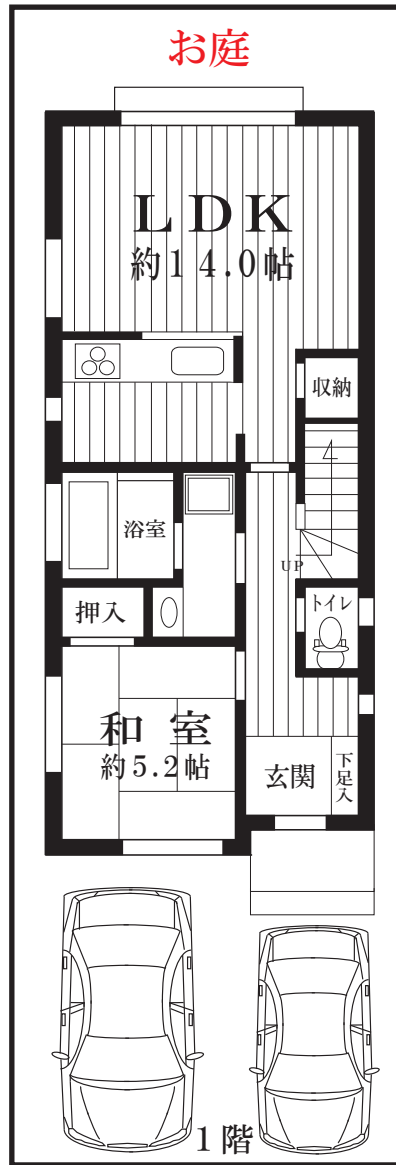 お庭
LDK
約14.0帖
収納
浴室
UP
押入
トイレ
和室
約5.2帖
玄関
下足入
1階